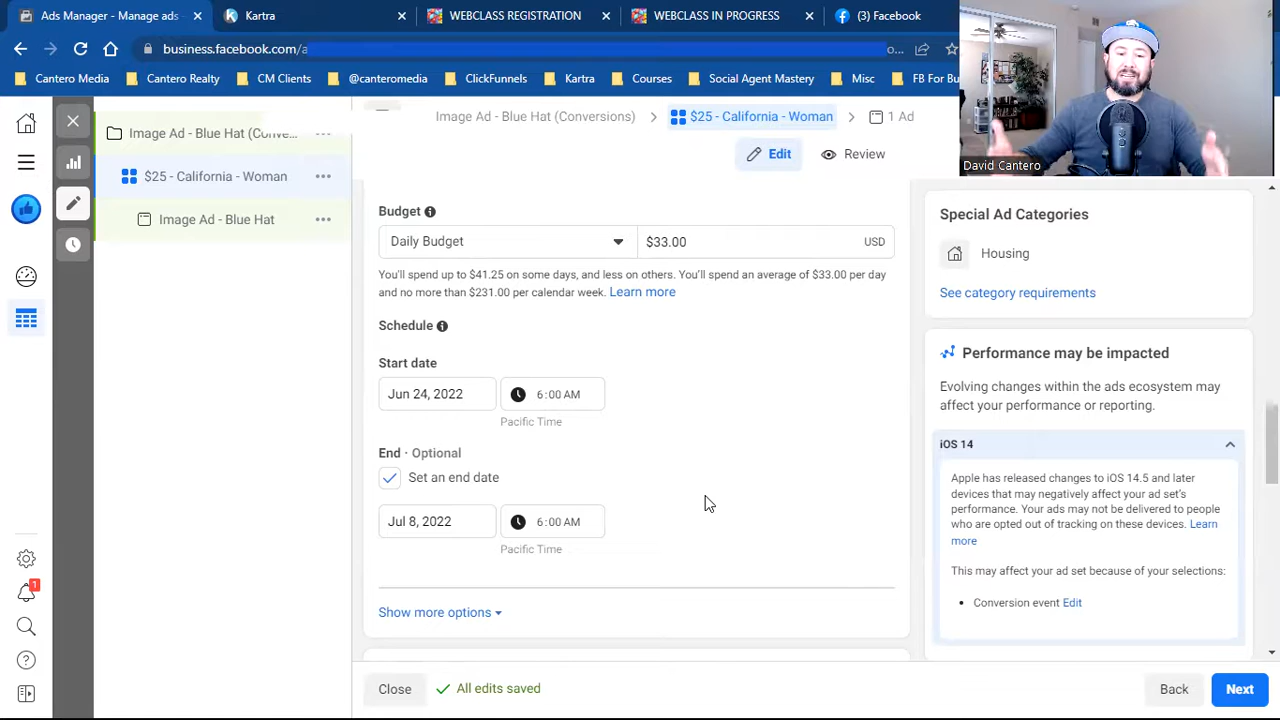 Ads Manager - Manage ads
Kartra
WEBCLASS REGISTRATION
WEBCLASS IN PROGRESS
(3) Facebook
business.facebook.com/a
o...
Cantero Media
Cantero Realty
CM Clients
@canteromedia
ClickFunnels
Kartra
Courses
Social Agent Mastery
Misc
FB For Bu
David Cantero
Image Ad - Blue Hat (Conve...
$25 - California - Woman
Image Ad - Blue Hat
Image Ad - Blue Hat (Conversions)
$25 - California - Woman
1 Ad
Edit
Review
Budget
Daily Budget
$33.00
USD
You'll spend up to $41.25 on some days, and less on others. You'll spend an average of $33.00 per day
and no more than $231.00 per calendar week. Learn more
Schedule
Start date
Jun 24, 2022
6:00 AM
Pacific Time
End · Optional
Set an end date
Jul 8, 2022
6:00 AM
Pacific Time
Show more options
Close
All edits saved
Back
Next
Special Ad Categories
Housing
See category requirements
Performance may be impacted
Evolving changes within the ads ecosystem may
affect your performance or reporting.
iOS 14
Apple has released changes to iOS 14.5 and later
devices that may negatively affect your ad set's
performance. Your ads may not be delivered to people
who are opted out of tracking on these devices. Learn
more
This may affect your ad set because of your selections:
• Conversion event Edit
1